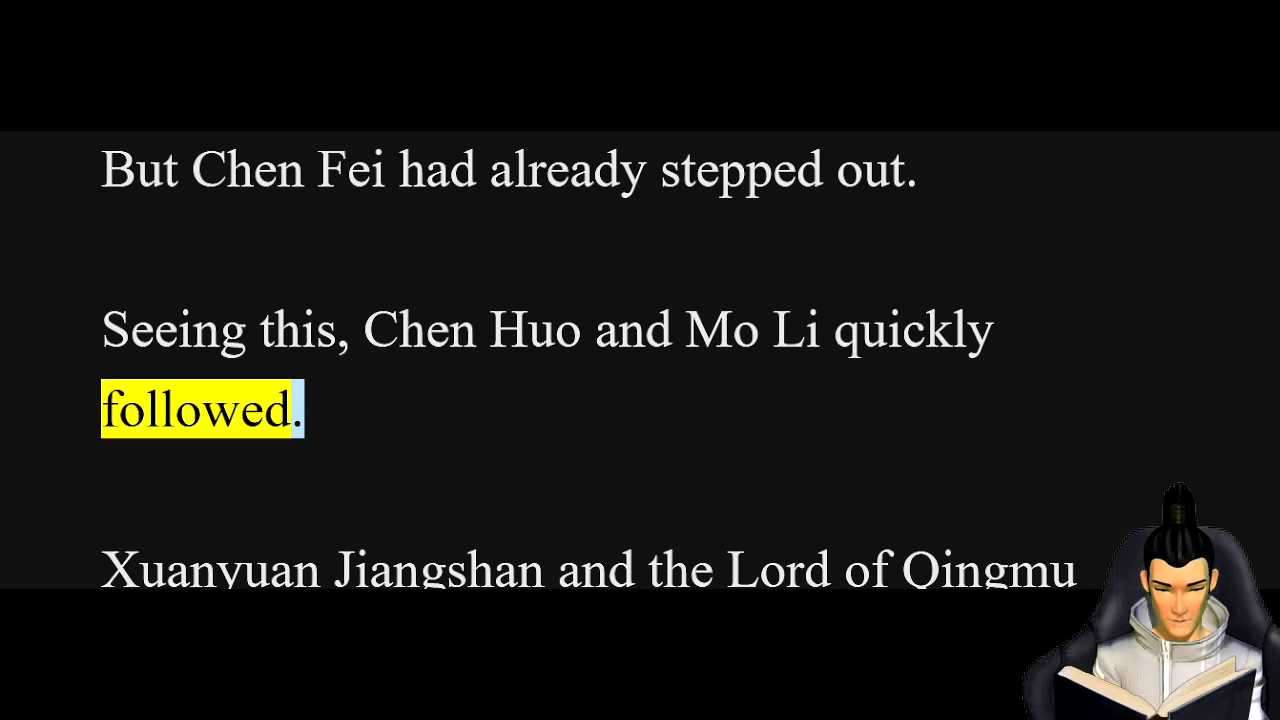 But Chen Fei had already stepped out.
Seeing this, Chen Huo and Mo Li quickly
followed.
Xuanyuan Jiangshan and the Lord of Qingmu